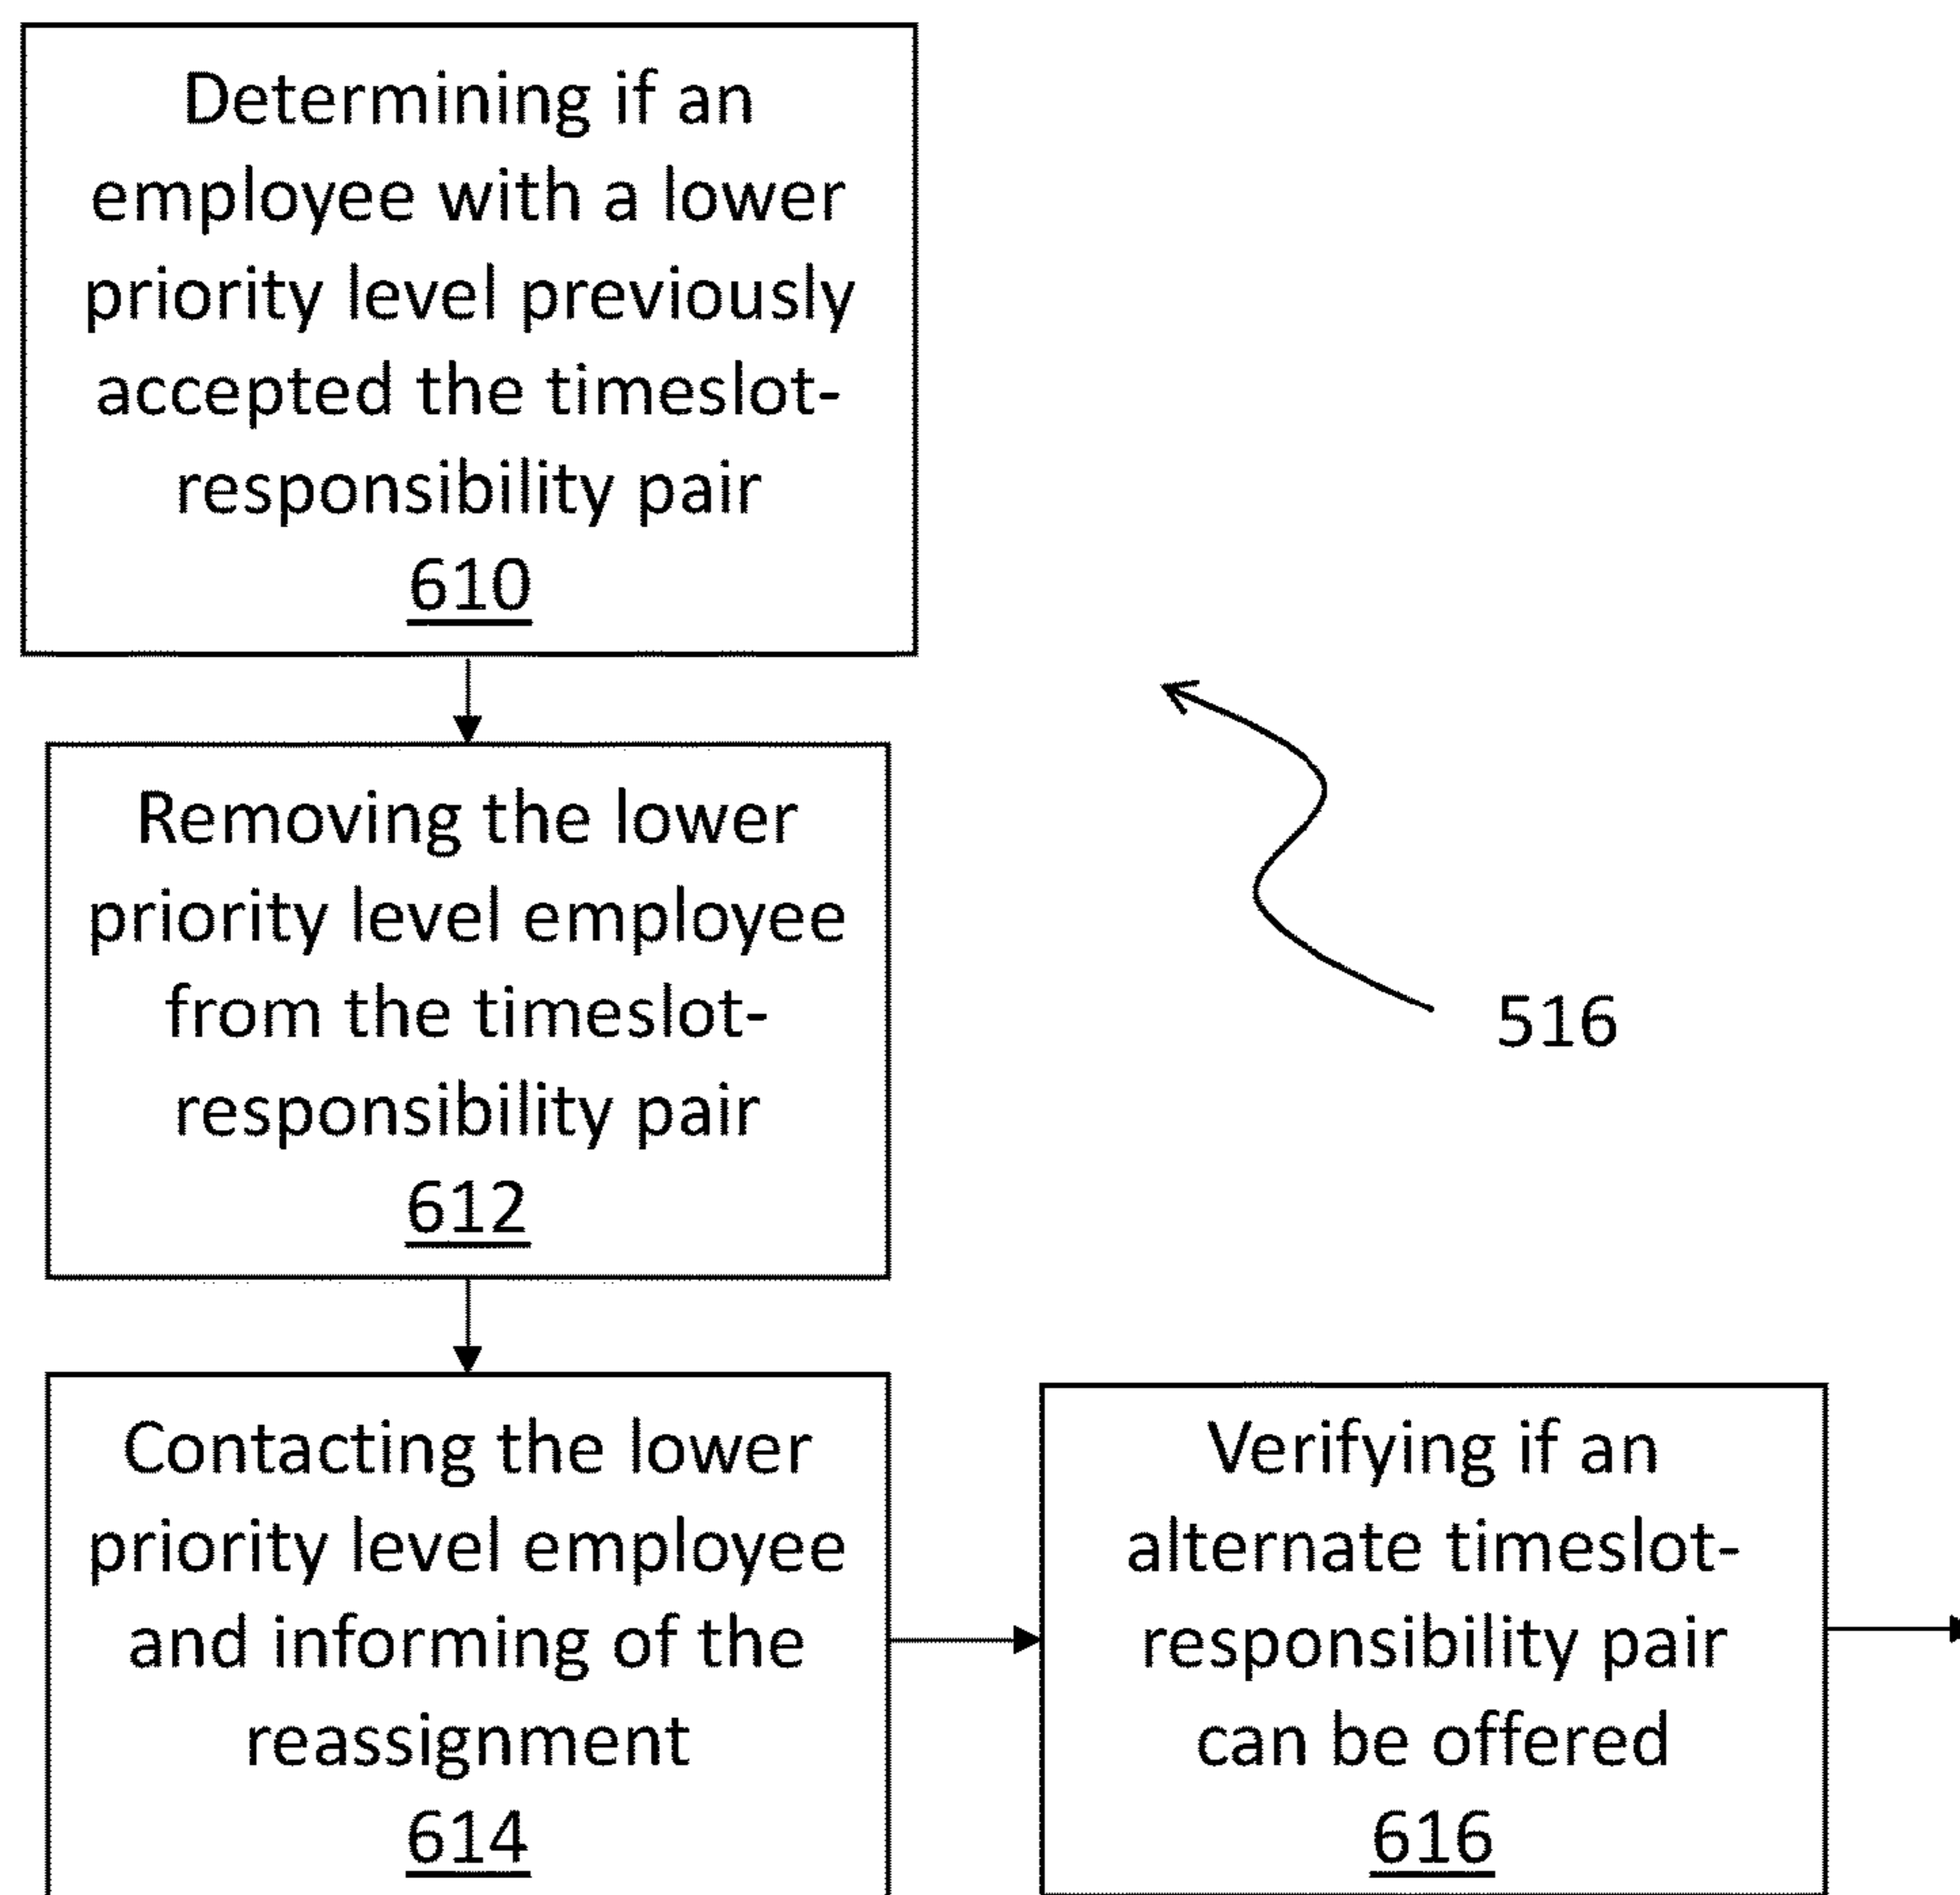 Determining if an
employee with a lower
priority level previously
accepted the timeslot-
responsibility pair
610
Removing the lower
priority level employee
from the timeslot-
responsibility pair
612
516
Contacting the lower
priority level employee
and informing of the
reassignment
614
Verifying if an
alternate timeslot-
responsibility pair
can be offered
616